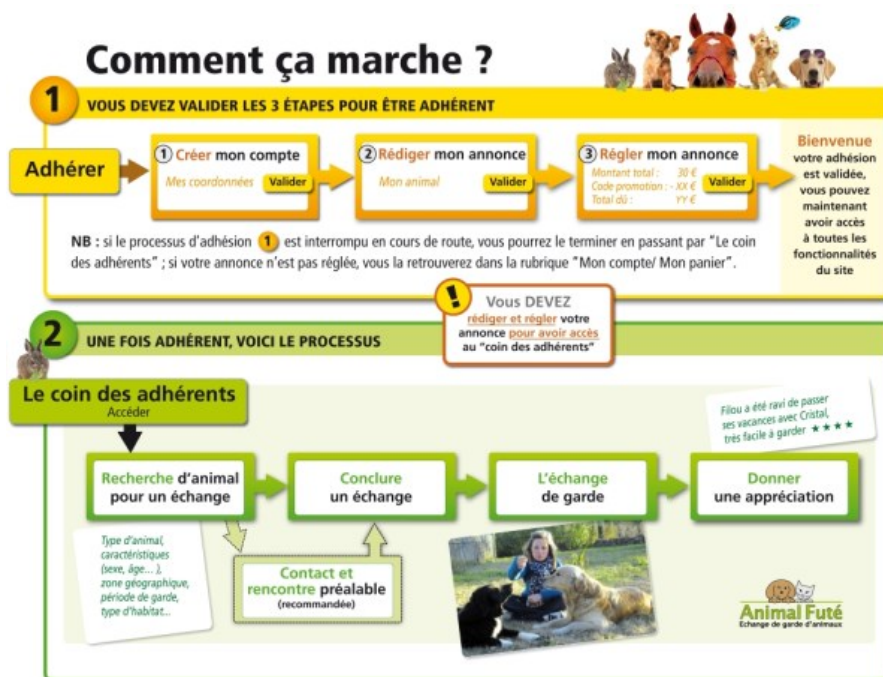 Comment ça marche ?
1 VOUS DEVEZ VALIDER LES 3 ÉTAPES POUR ÊTRE ADHÉRENT
Adhérer
1 Créer mon compte
Mes coordonnées
Valider
2 Rédiger mon annonce
Mon animal
Valider
3 Régler mon annonce
Montant total : 30 €
Code promotion : - XX €
Total dû : YY €
Valider
Bienvenue
votre adhésion
est validée,
vous pouvez
maintenant
avoir accès
à toutes les
fonctionnalités
du site
NB : si le processus d'adhésion 1 est interrompu en cours de route, vous pourrez le terminer en passant par "Le coin
des adhérents" ; si votre annonce n'est pas réglée, vous la retrouverez dans la rubrique "Mon compte/ Mon panier".
! Vous DEVEZ
rédiger et régler votre
annonce pour avoir accès
au "coin des adhérents"
2 UNE FOIS ADHÉRENT, VOICI LE PROCESSUS
Le coin des adhérents
Accéder
Filou a été ravi de passer
ses vacances avec Cristal,
très facile à garder ★★★★
Recherche d'animal
pour un échange
Conclure
un échange
L'échange
de garde
Donner
une appréciation
Type d'animal,
caractéristiques
(sexe, âge... ),
zone géographique,
période de garde,
type d'habitat...
Contact et
rencontre préalable
(recommandée)
Animal Futé
Echange de garde d'animaux